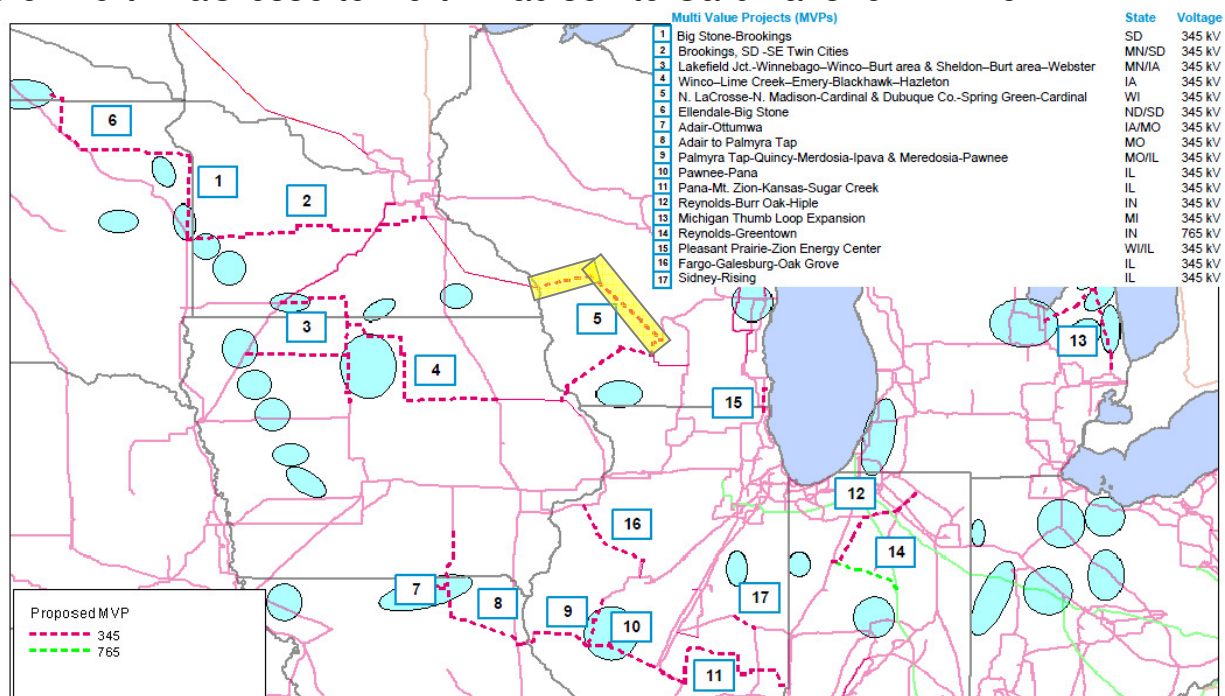 Multi Value Projects (MVPs) State Voltage
1 Big Stone-Brookings SD 345 kV
2 Brookings, SD -SE Twin Cities MN/SD 345 kV
3 Lakefield Jct.-Winnebago–Winco–Burt area & Sheldon–Burt area–Webster MN/IA 345 kV
4 Winco–Lime Creek–Emery-Blackhawk–Hazleton IA 345 kV
5 N. LaCrosse-N. Madison-Cardinal & Dubuque Co.-Spring Green-Cardinal WI 345 kV
6 Ellendale-Big Stone ND/SD 345 kV
7 Adair-Ottumwa IA/MO 345 kV
8 Adair to Palmyra Tap MO 345 kV
9 Palmyra Tap-Quincy-Merdosia-Ipava & Meredosia-Pawnee MO/IL 345 kV
10 Pawnee-Pana IL 345 kV
11 Pana-Mt. Zion-Kansas-Sugar Creek IL 345 kV
12 Reynolds-Burr Oak-Hiple IN 345 kV
13 Michigan Thumb Loop Expansion MI 345 kV
14 Reynolds-Greentown IN 765 kV
15 Pleasant Prairie-Zion Energy Center WI/IL 345 kV
16 Fargo-Galesburg-Oak Grove IL 345 kV
17 Sidney-Rising IL 345 kV
6
1
2
3
5
4
13
15
12
16
14
7
8
9
10
17
11
Proposed MVP
345
765